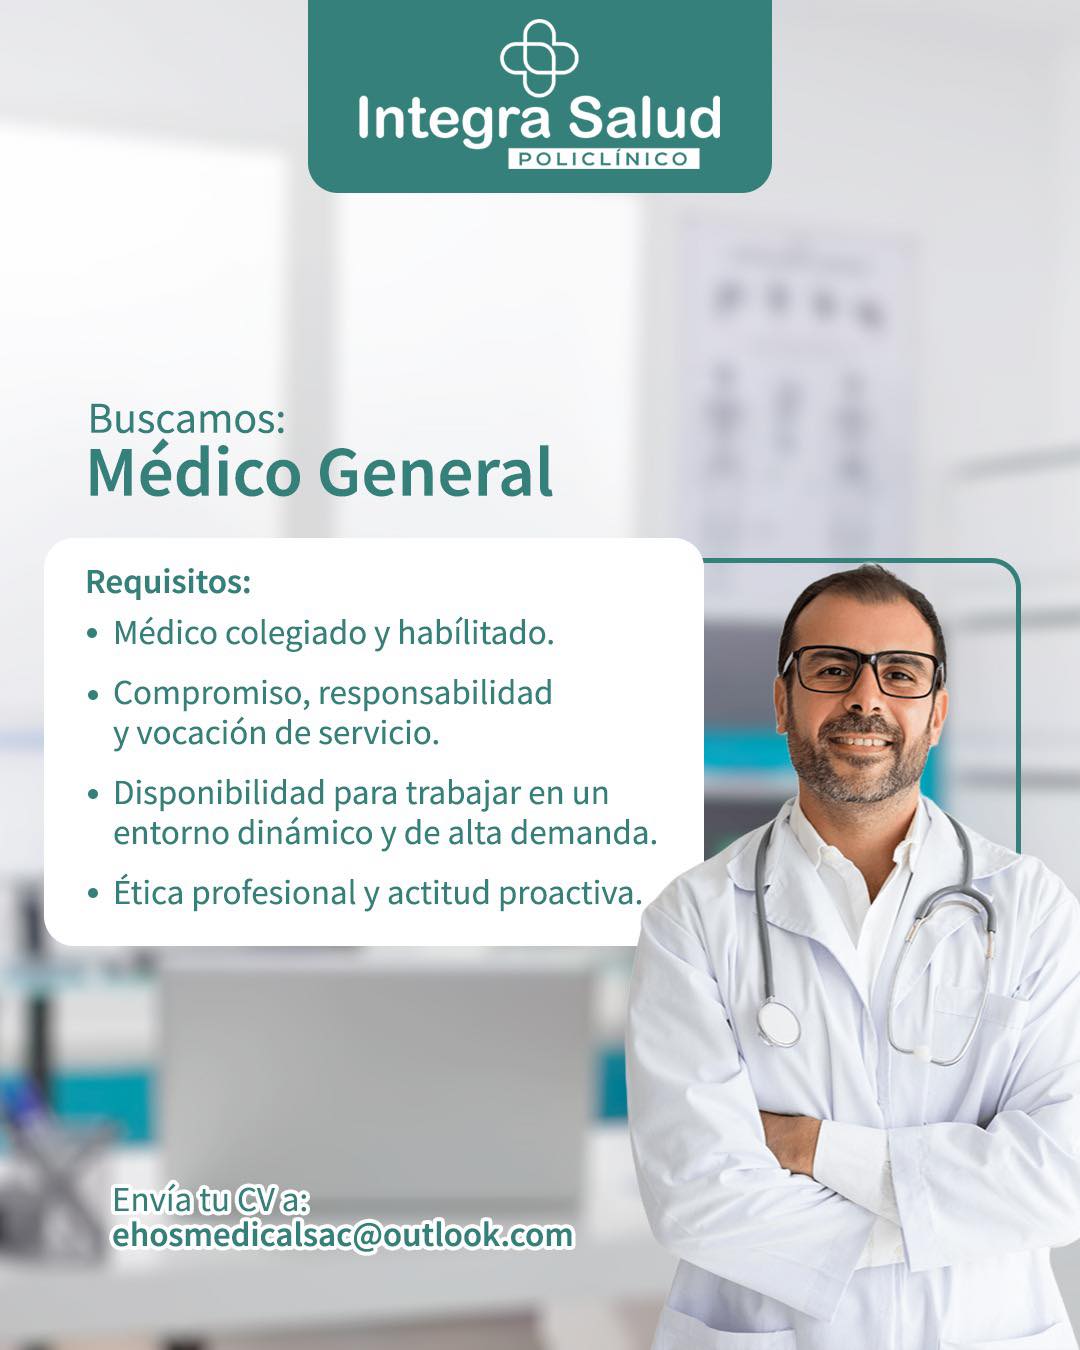 Integra Salud
POLICLÍNICO
Buscamos:
Médico General
Requisitos:
• Médico colegiado y habílitado.
• Compromiso, responsabilidad
y vocación de servicio.
• Disponibilidad para trabajar en un
entorno dinámico y de alta demanda.
• Ética profesional y actitud proactiva.
Envía tu CV a:
ehosmedicalsac@outlook.com